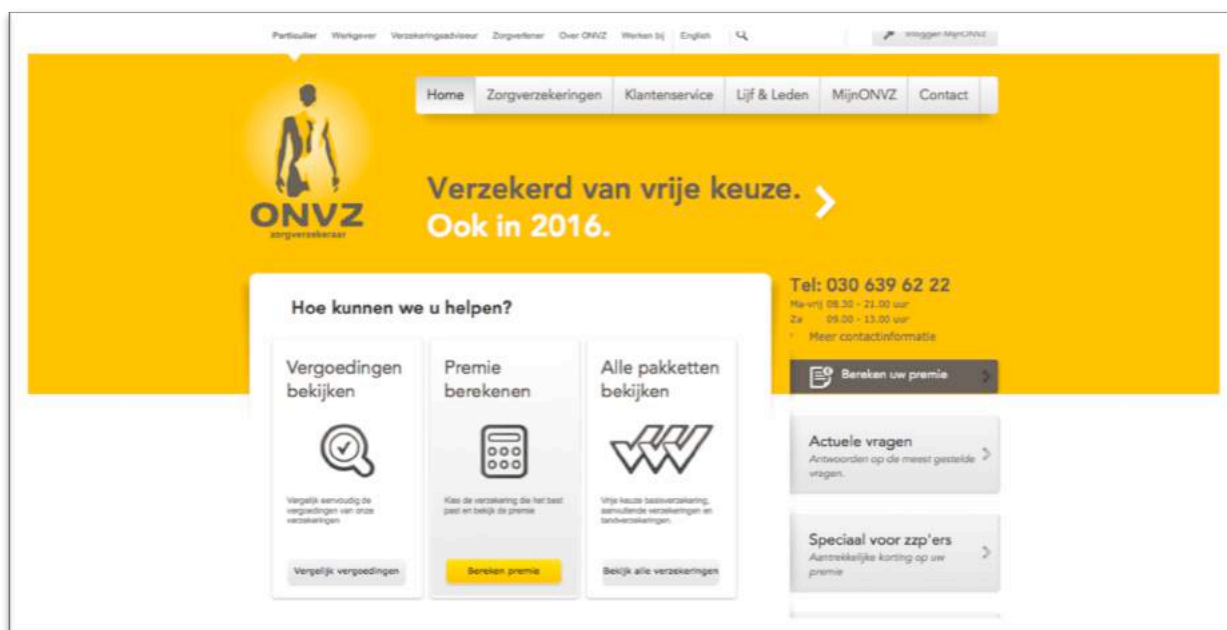 Particulier Werkgever Verzekeringsadviseur Zorgverlener Over ONVZ Werken bij English
Inloggen MijnONVZ
Home Zorgverzekeringen Klantenservice Lijf & Leden MijnONVZ Contact
ONVZ
zorgverzekeraar
Verzekerd van vrije keuze.
Ook in 2016.
Tel: 030 639 62 22
Ma-vrij 08.30 - 21.00 uur
Za 09.00 - 13.00 uur
Meer contactinformatie
Bereken uw premie
Hoe kunnen we u helpen?
Vergoedingen
bekijken
Vergelijk eenvoudig de
vergoedingen van onze
verzekeringen
Vergelijk vergoedingen
Premie
berekenen
Kies de verzekering die het best
past en bekijk de premie
Bereken premie
Alle pakketten
bekijken
Vrije keuze basisverzekering,
aanvullende verzekeringen en
tandverzekeringen.
Bekijk alle verzekeringen
Actuele vragen
Antwoorden op de meest gestelde
vragen.
Speciaal voor zzp'ers
Aantrekkelijke korting op uw
premie